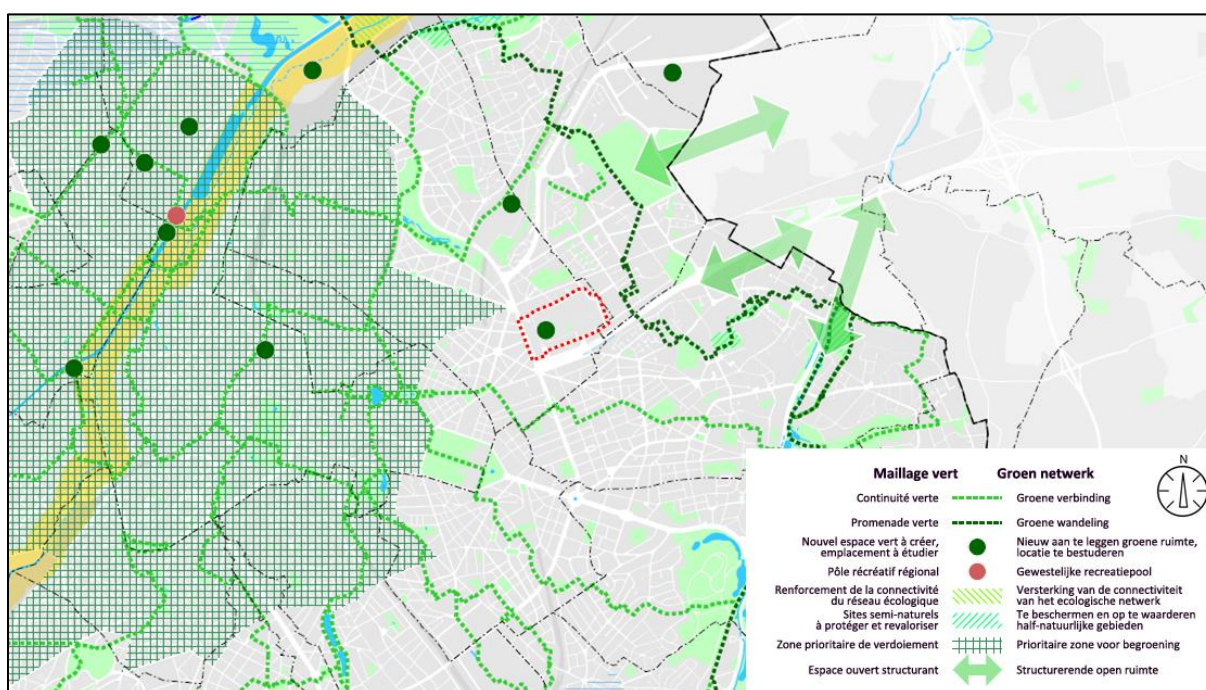 Maillage vert Groen netwerk
N
Continuité verte Groene verbinding
Promenade verte Groene wandeling
Nouvel espace vert à créer, Nieuw aan te leggen groene ruimte,
emplacement à étudier locatie te bestuderen
Pôle récréatif régional Gewestelijke recreatiepool
Renforcement de la connectivité Versterking van de connectiviteit
du réseau écologique van het ecologische netwerk
Sites semi-naturels Te beschermen en op te waarderen
à protéger et revaloriser half-natuurlijke gebieden
Zone prioritaire de verdoiement Prioritaire zone voor begroening
Espace ouvert structurant Structurerende open ruimte